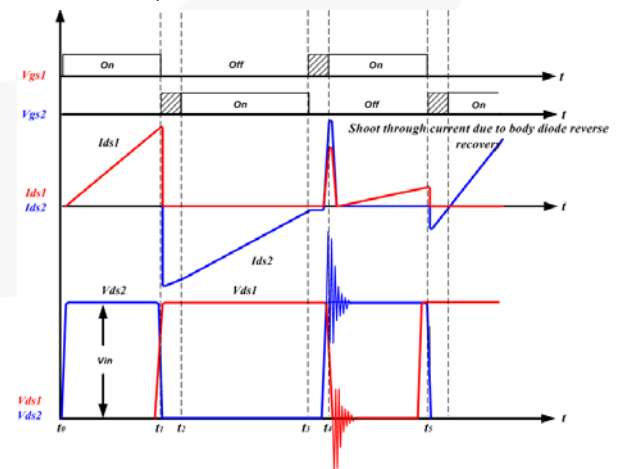 On Off On
Vgs1 t
On Off On
Vgs2 t
Shoot through current due to body diode reverse
recovery
Ids1
Ids1
Ids2 t
Ids2
Vds2 Vds1
Vin
Vds1
Vds2 t
t0 t1 t2 t3 t4 t5